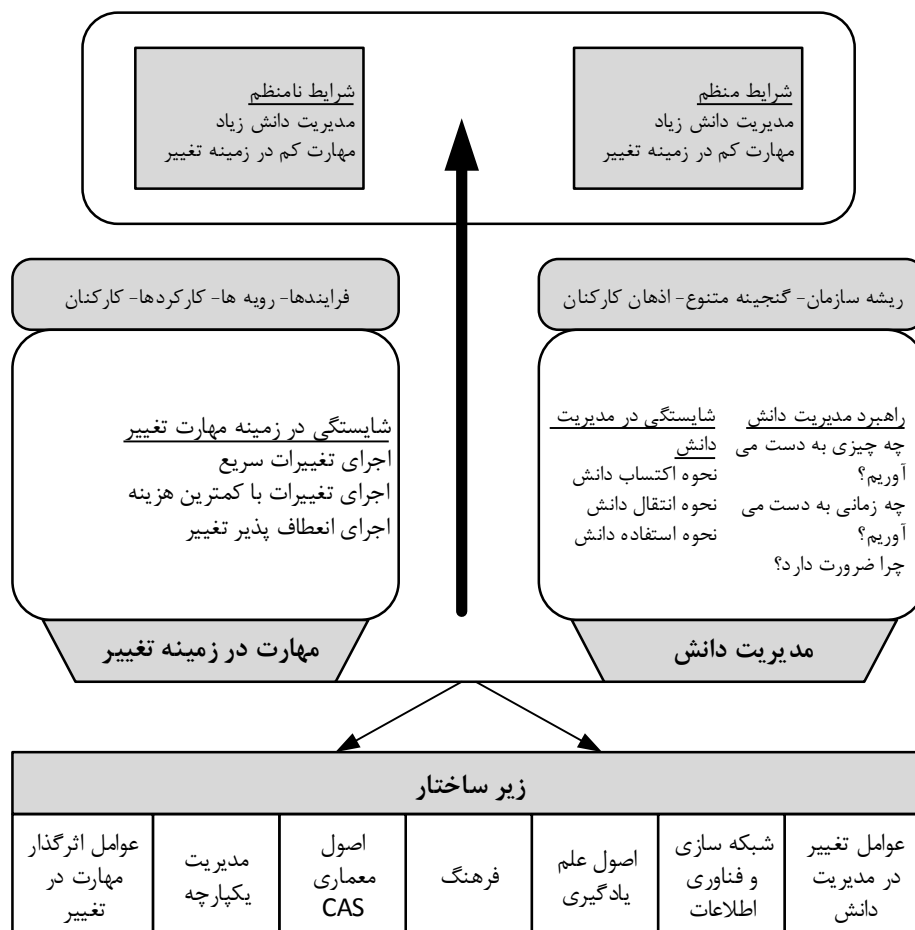 شرایط منظم
مدیریت دانش زیاد
مهارت کم در زمینه تغییر
شرایط نامنظم
مدیریت دانش زیاد
مهارت کم در زمینه تغییر
ریشه سازمان- گنجینه متنوع- اذهان کارکنان
فرایندها- رویه ها- کارکردها- کارکنان
راهبرد مدیریت دانش
چه چیزی به دست می
آوریم؟
چه زمانی به دست می
آوریم؟
چرا ضرورت دارد؟
شایستگی در مدیریت
دانش
نحوه اکتساب دانش
نحوه انتقال دانش
نحوه استفاده دانش
شایستگی در زمینه مهارت تغییر
اجرای تغییرات سریع
اجرای تغییرات با کمترین هزینه
اجرای انعطاف پذیر تغییر
مدیریت دانش
مهارت در زمینه تغییر
زیر ساختار
عوامل تغییر
در مدیریت
دانش
شبکه سازی
و فناوری
اطلاعات
اصول علم
یادگیری
فرهنگ
اصول
معماری
CAS
مدیریت
یکپارچه
عوامل اثرگذار
مهارت در
تغییر